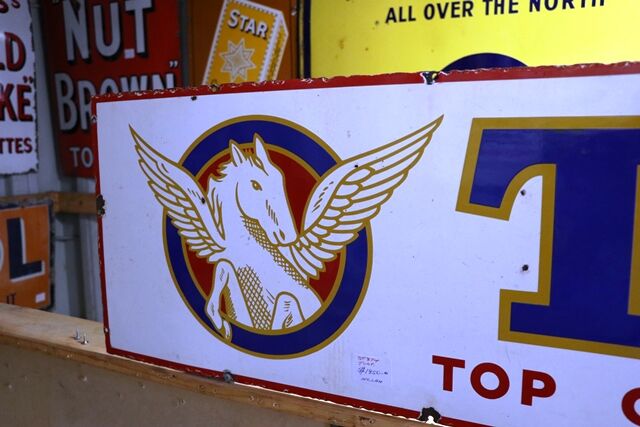 STAR
ALL OVER THE NORTH
NUT
BROWN"
TO
KE"
TTES
L
T
TOP